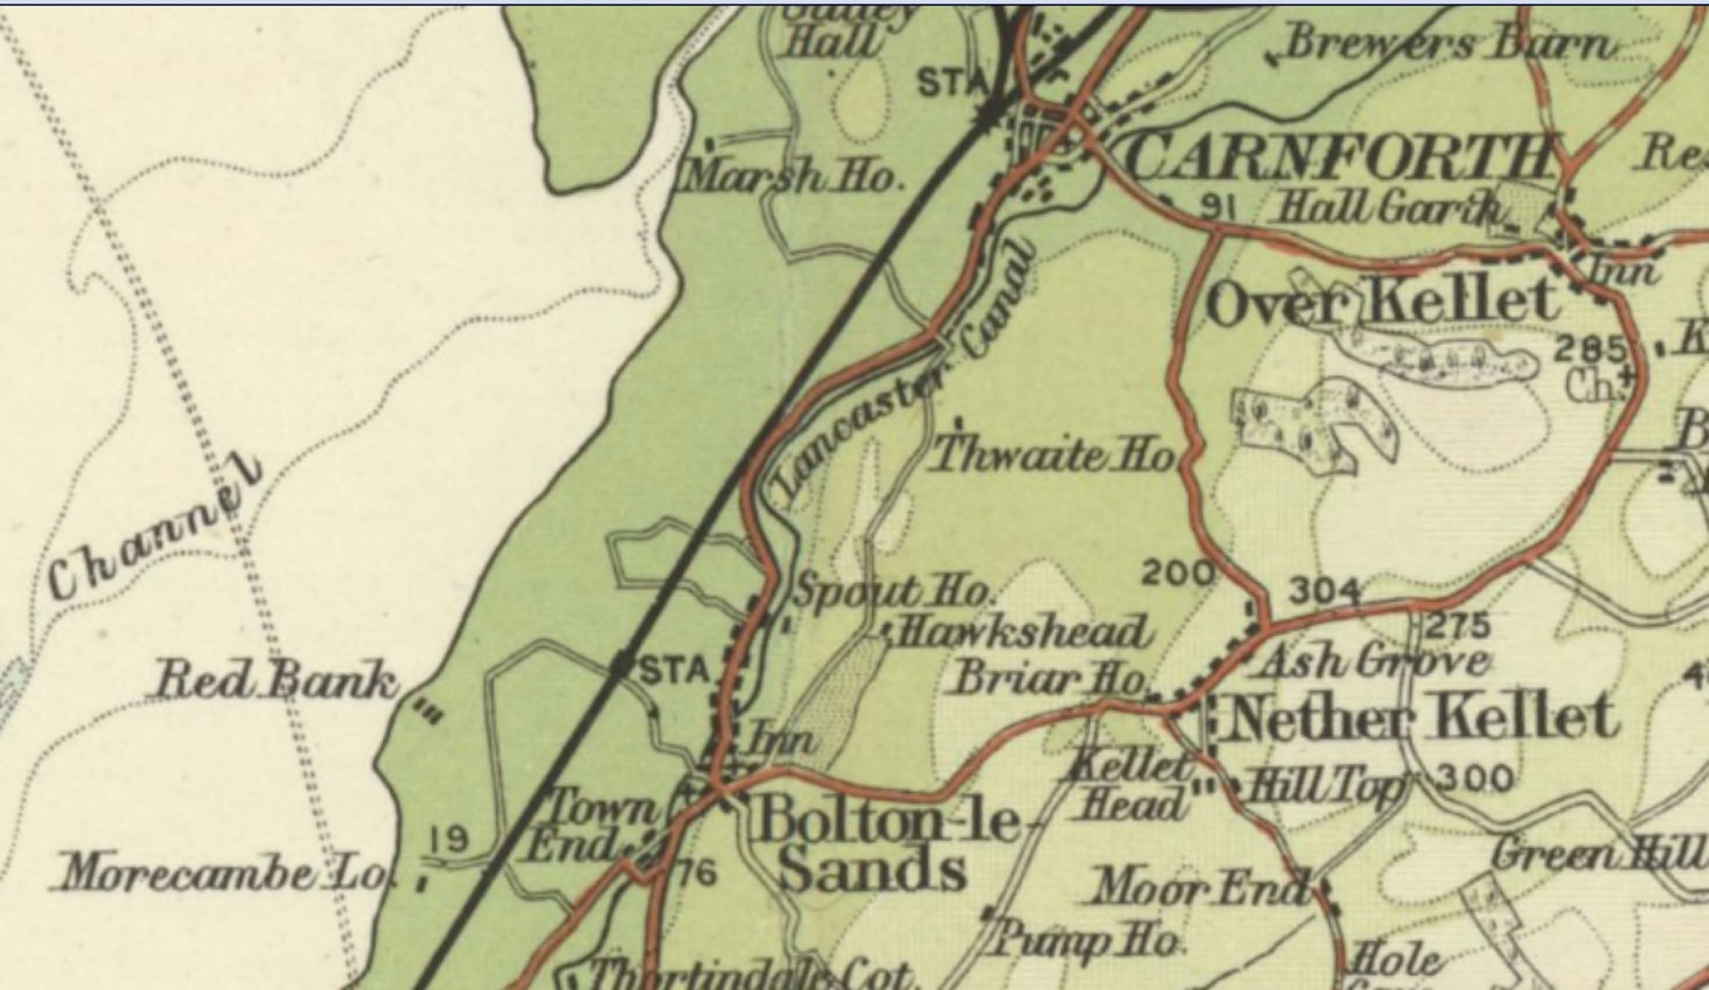 Hall
Brewers Barn
STA
CARNFORTH
Marsh Ho.
91
Hall Garth
Inn
Over Kellet
285
Ch.
Lancaster Canal
Thwaite Ho.
Channel
200
304
Spout Ho.
275
Hawkshead
Ash Grove
Red Bank
STA
Briar Ho.
Nether Kellet
Inn
Kellet
Head
Hill Top
300
Town
End
Bolton-le-
Sands
19
Green Hill
Morecambe Lo.
76
Moor End
Pump Ho.
Hole
Thortindale Cot.